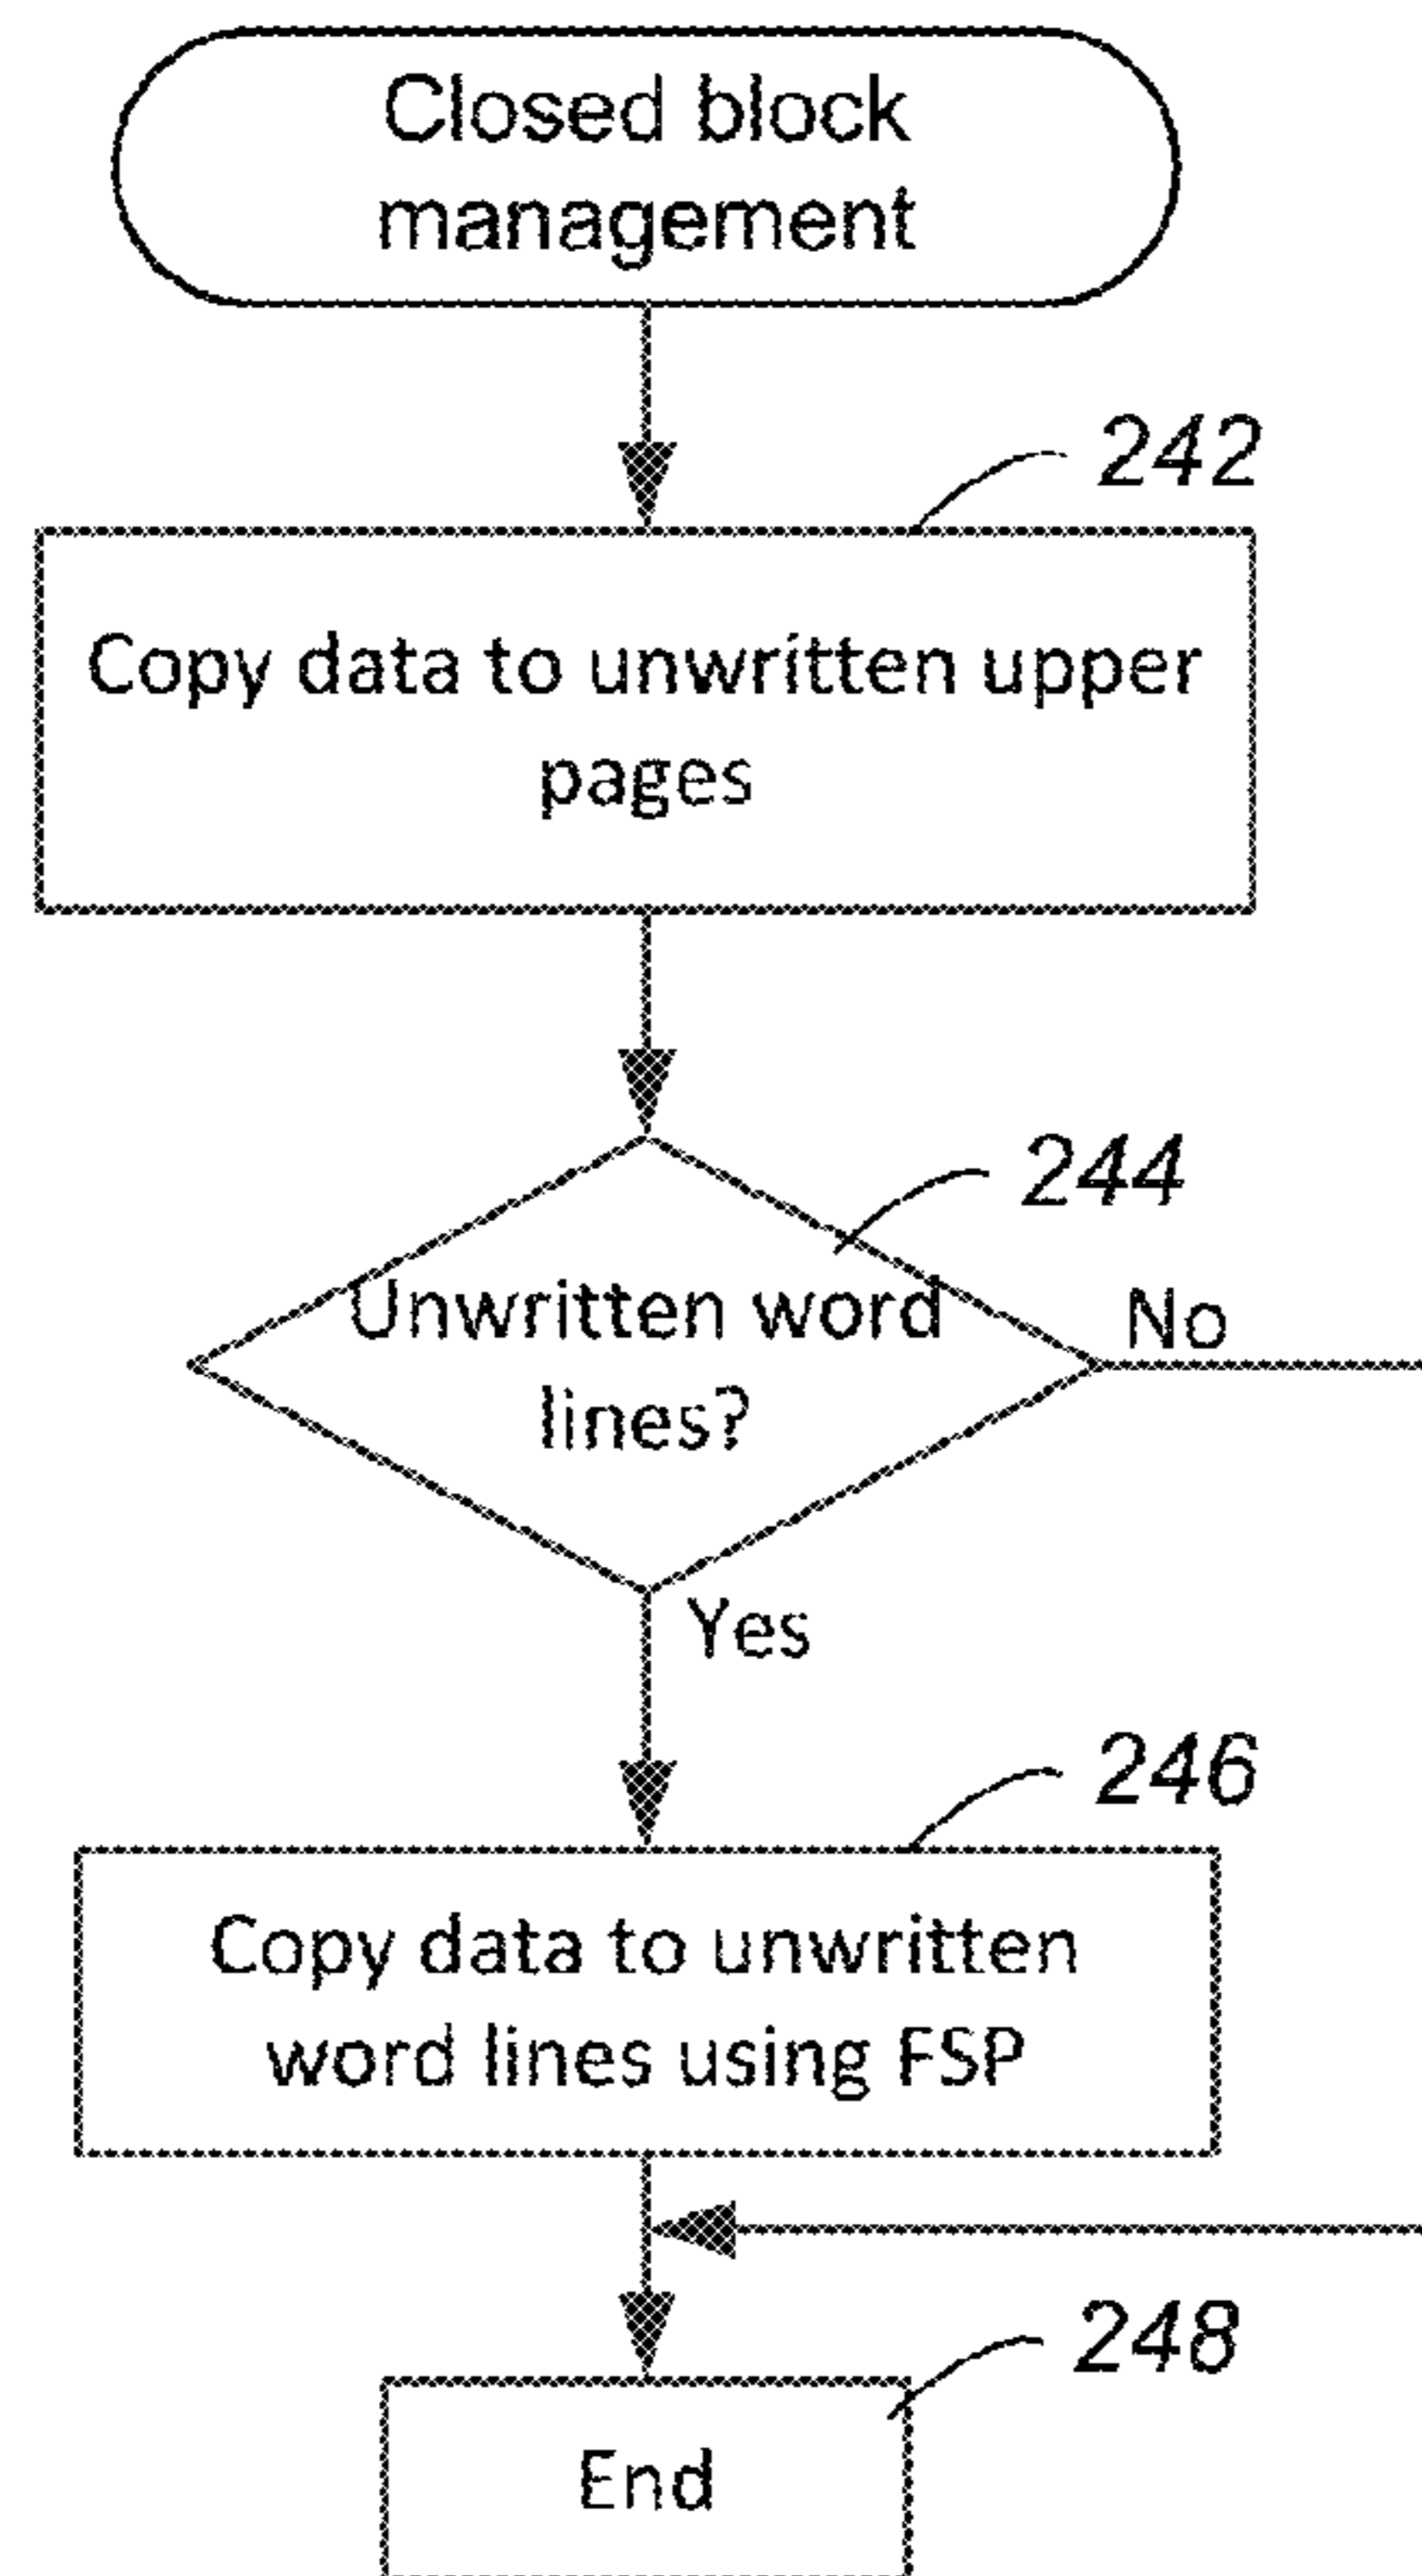 Closed block
management
242
Copy data to unwritten upper
pages
244
Unwritten word
lines?
No
Yes
246
Copy data to unwritten
word lines using FSP
248
End